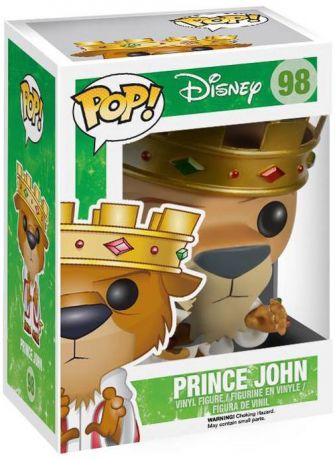 POP!
Disney
98
POP!
PRINCE JOHN
98
PRINCE JOHN
VINYL FIGURE / FIGURINE EN VINYLE /
FIGURA DE VINIL
WARNING: Choking Hazard.
May contain small parts.